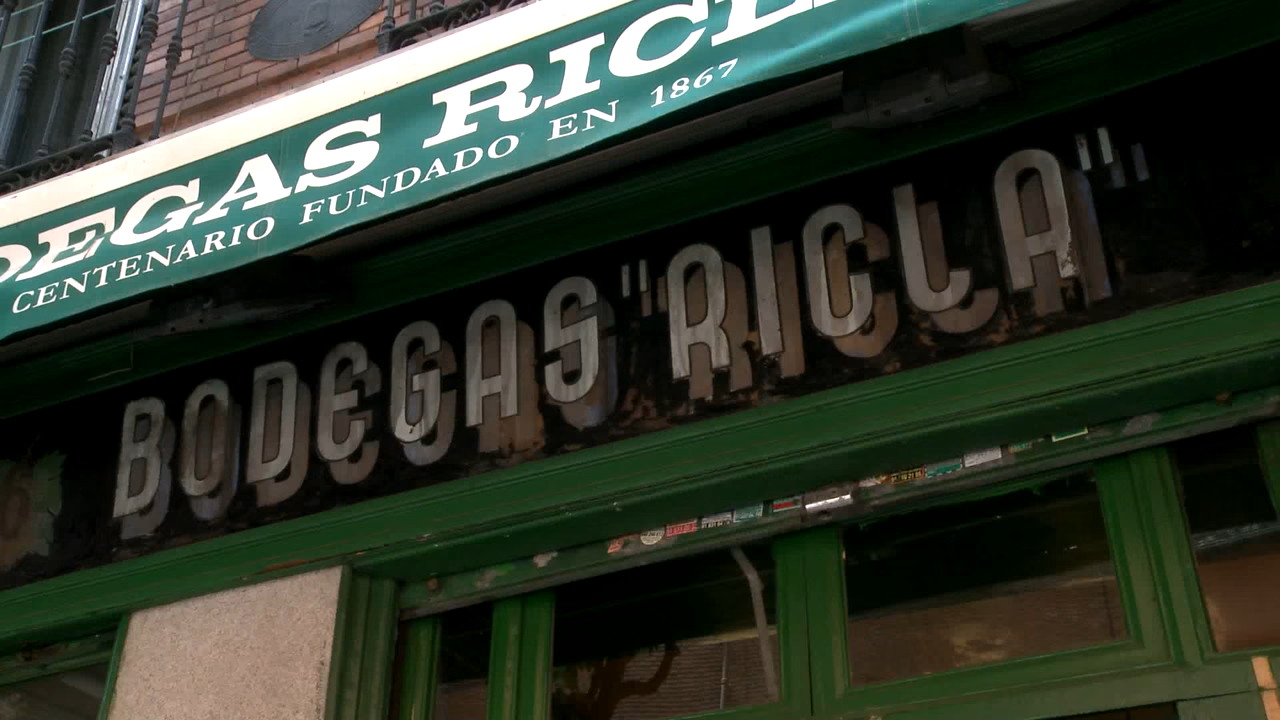 DEGAS RICL
CENTENARIO FUNDADO EN 1867
BODEGAS "RICLA"